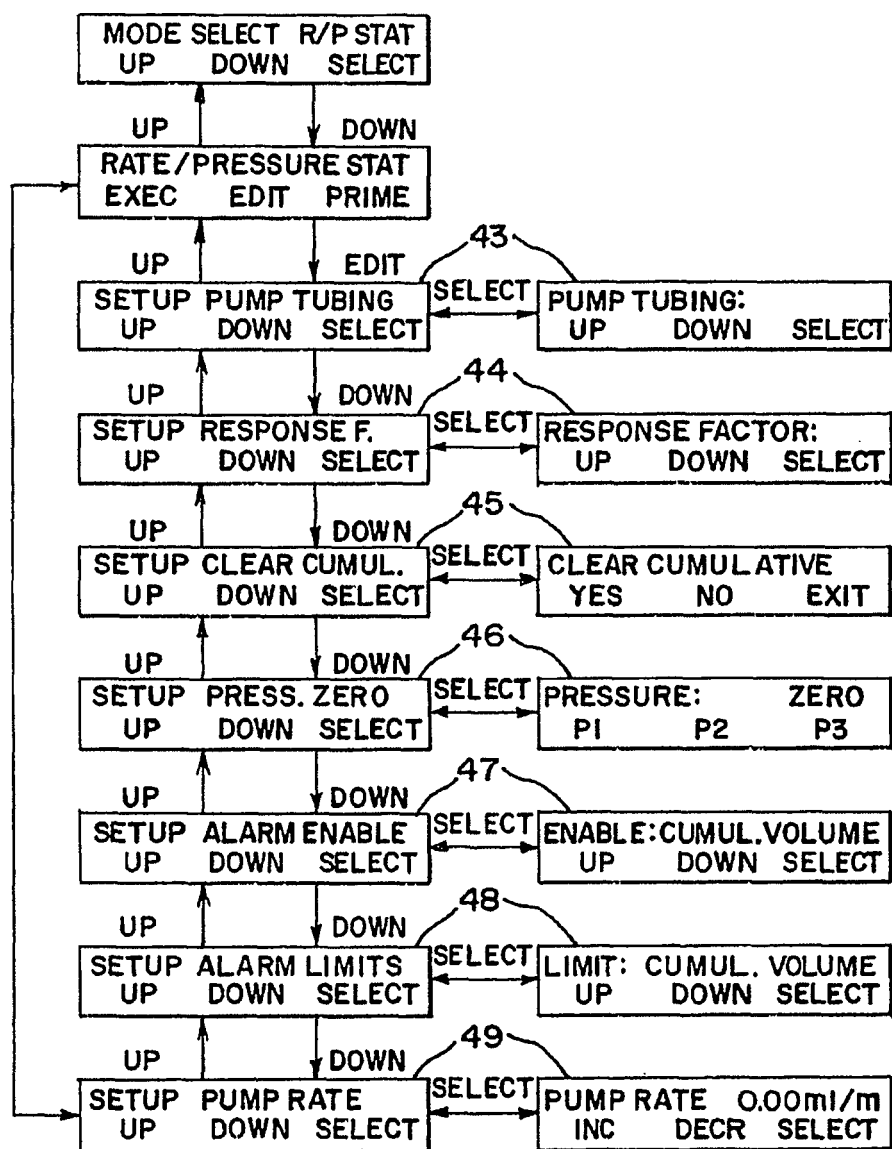 MODE SELECT R/P STAT
UP DOWN SELECT
UP DOWN
RATE/PRESSURE STAT
EXEC EDIT PRIME
UP EDIT
43
SETUP PUMP TUBING
UP DOWN SELECT
SELECT
PUMP TUBING:
UP DOWN SELECT
UP DOWN
44
SETUP RESPONSE F.
UP DOWN SELECT
SELECT
RESPONSE FACTOR:
UP DOWN SELECT
UP DOWN
45
SETUP CLEAR CUMUL.
UP DOWN SELECT
SELECT
CLEAR CUMULATIVE
YES NO EXIT
UP DOWN
46
SETUP PRESS. ZERO
UP DOWN SELECT
SELECT
PRESSURE: ZERO
P1 P2 P3
UP DOWN
47
SETUP ALARM ENABLE
UP DOWN SELECT
SELECT
ENABLE:CUMUL.VOLUME
UP DOWN SELECT
UP DOWN
48
SETUP ALARM LIMITS
UP DOWN SELECT
SELECT
LIMIT: CUMUL. VOLUME
UP DOWN SELECT
UP DOWN
49
SETUP PUMP RATE
UP DOWN SELECT
SELECT
PUMP RATE 0.00ml/m
INC DECR SELECT